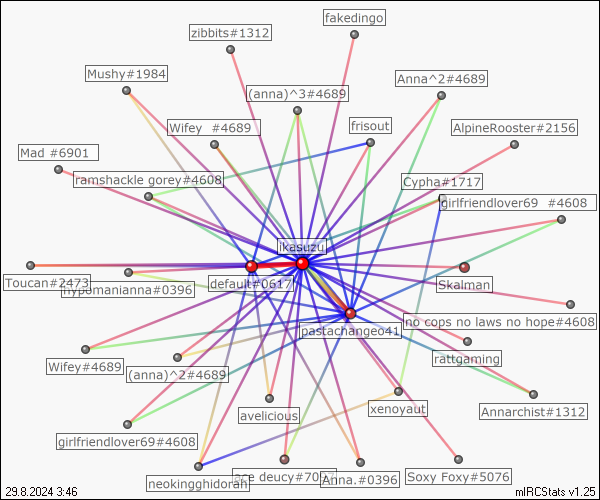 fakedingo
zibbits#1312
Mushy#1984
Anna^2#4689
(anna)^3#4689
Wifey #4689
frisout
AlpineRooster#2156
Mad #6901
ramshackle gorey#4608
Cypha#1717
girlfriendlover69 #4608
ikasuzu
Toucan#2473
hypomanianna#0396
default#0617
Skalman
no cops no laws no hope#4608
pastachangeo41
rattgaming
Wifey#4689
(anna)^2#4689
avelicious
xenoyaut
Annarchist#1312
girlfriendlover69#4608
neokingghidorah
ace deucy#7057
Anna.#0396
Soxy Foxy#5076
29.8.2024 3:46
mIRCStats v1.25